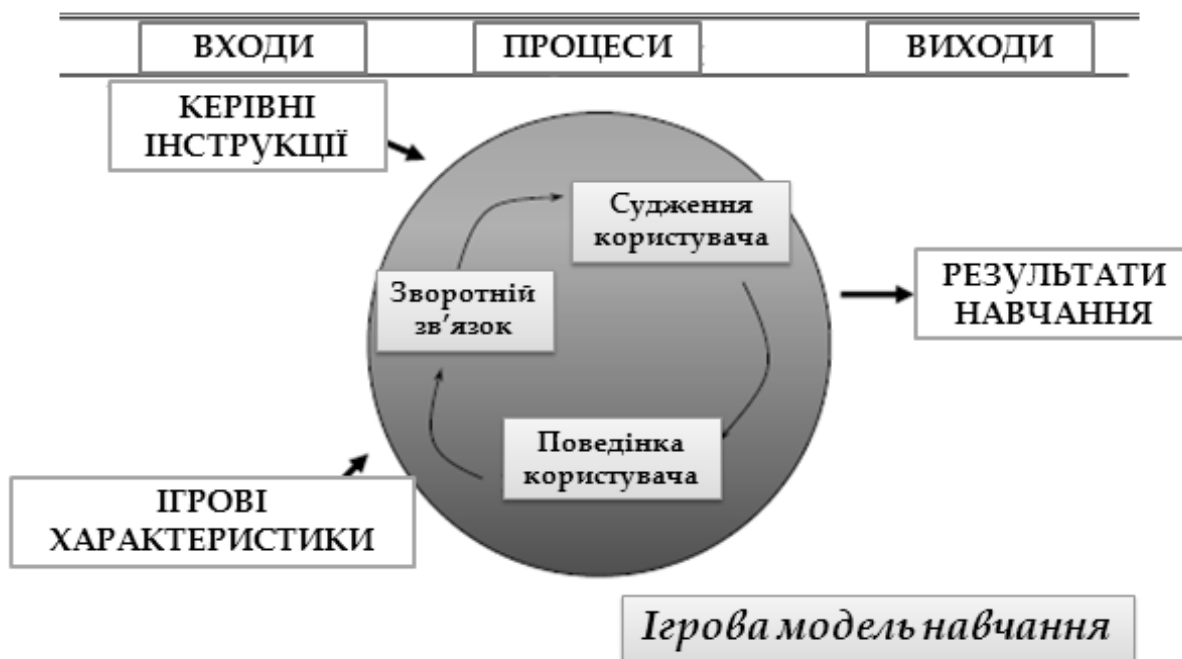 ВХОДИ
ПРОЦЕСИ
ВИХОДИ
КЕРІВНІ
ІНСТРУКЦІЇ
Судження
користувача
Зворотній
зв’язок
РЕЗУЛЬТАТИ
НАВЧАННЯ
Поведінка
користувача
ІГРОВІ
ХАРАКТЕРИСТИКИ
Ігрова модель навчання